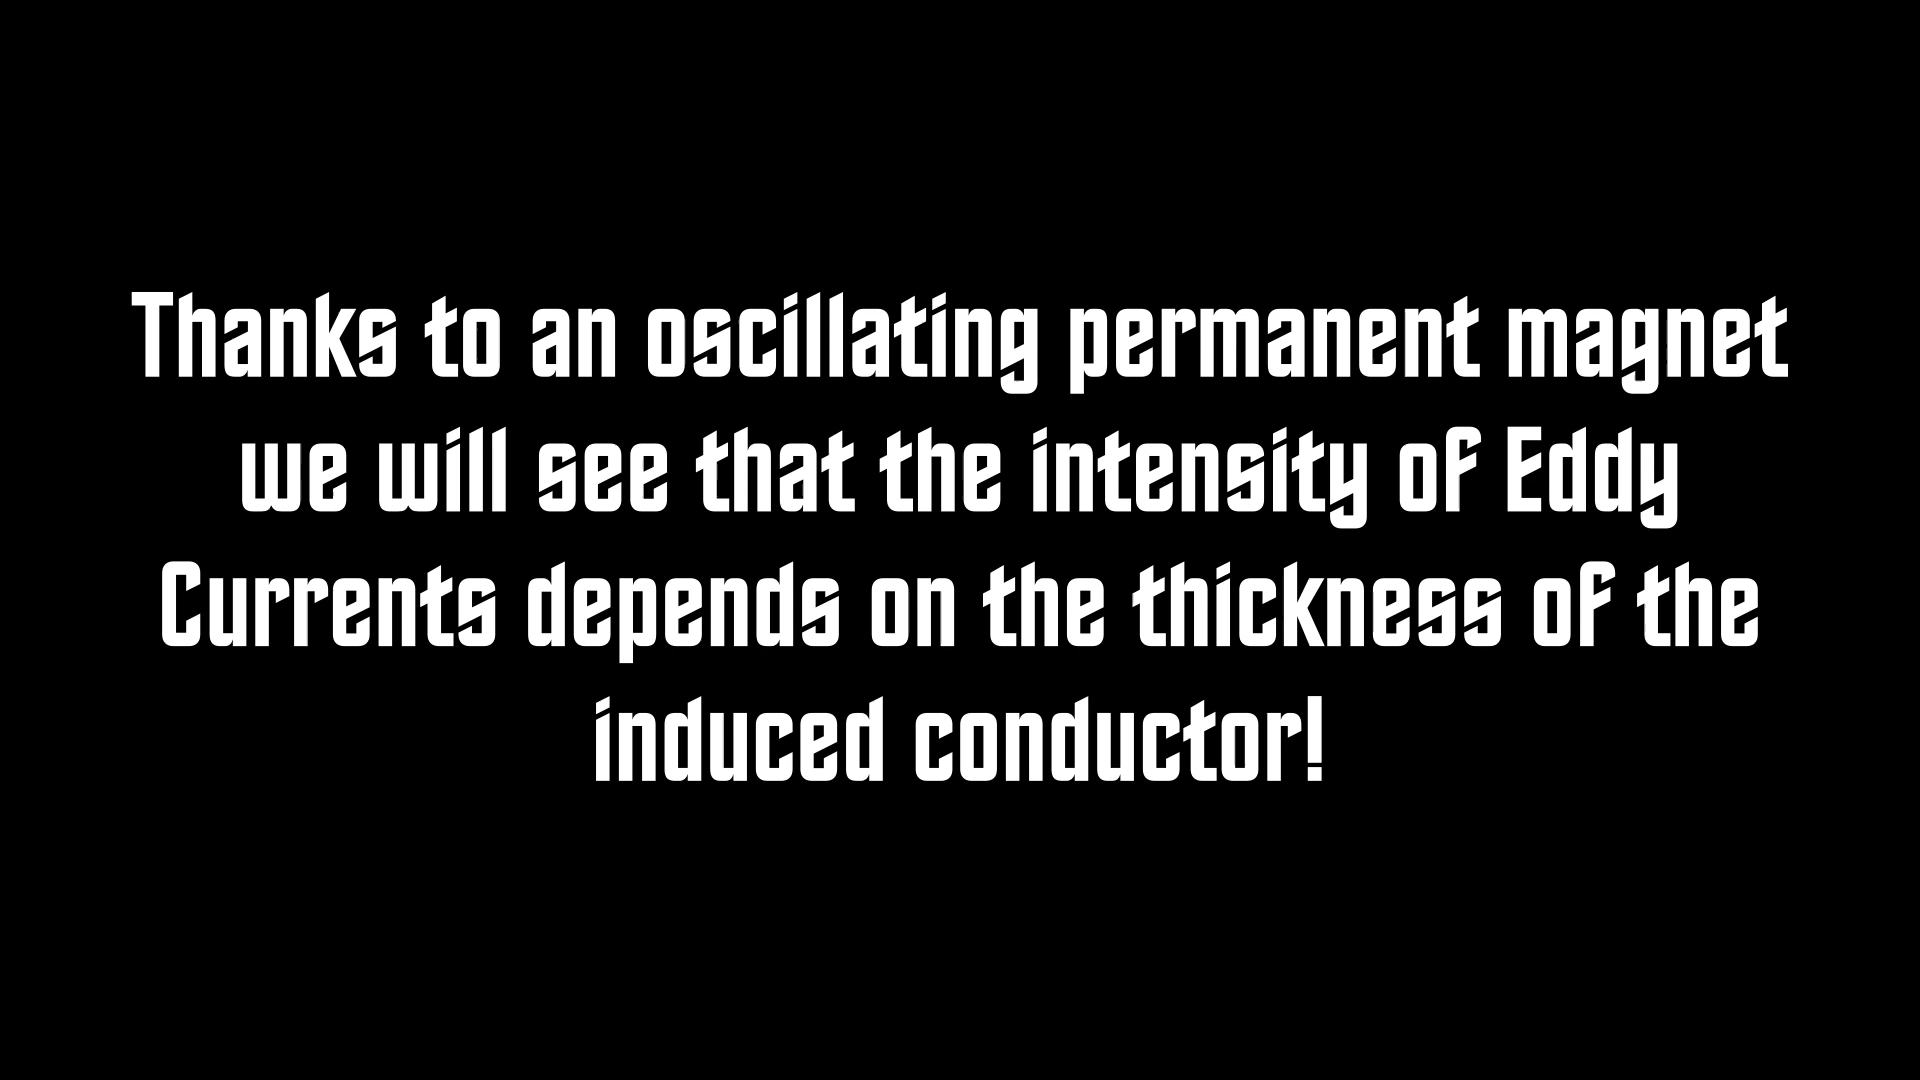 Thanks to an oscillating permanent magnet
we will see that the intensity of Eddy
Currents depends on the thickness of the
induced conductor!